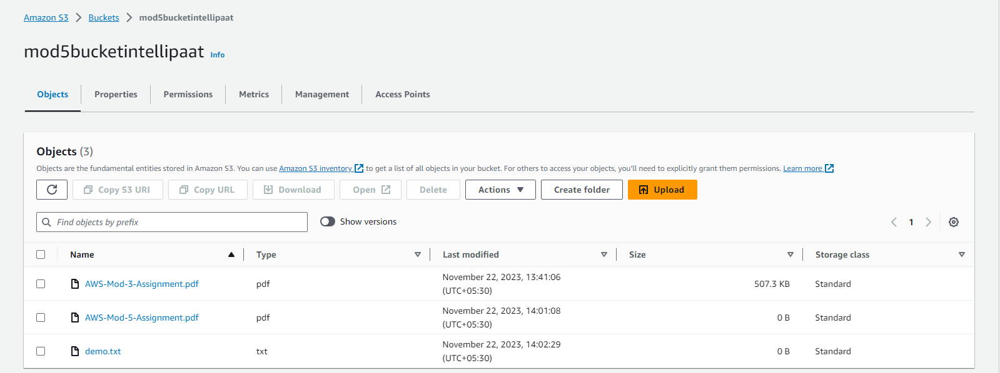 Amazon S3 > Buckets > mod5bucketintellipaat
mod5bucketintellipaat Info
Objects Properties Permissions Metrics Management Access Points
Objects (3)
Objects are the fundamental entities stored in Amazon S3. You can use Amazon S3 inventory to get a list of all objects in your bucket. For others to access your objects, you’ll need to explicitly grant them permissions. Learn more
Copy S3 URI Copy URL Download Open Delete Actions Create folder Upload
Find objects by prefix Show versions 1
Name Type Last modified Size Storage class
AWS-Mod-3-Assignment.pdf pdf November 22, 2023, 13:41:06 (UTC+05:30) 507.3 KB Standard
AWS-Mod-5-Assignment.pdf pdf November 22, 2023, 14:01:08 (UTC+05:30) 0 B Standard
demo.txt txt November 22, 2023, 14:02:29 (UTC+05:30) 0 B Standard